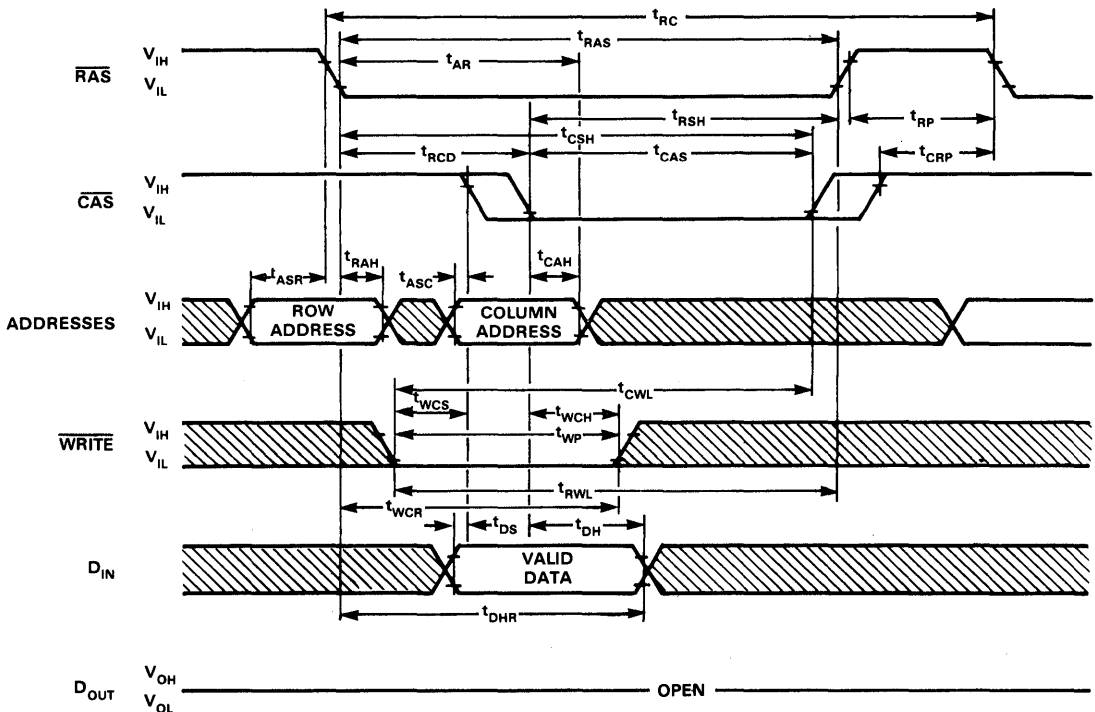 tRC
tRAS
tAR
VIH
RAS
VIL
tRSH
tRP
tCSH
tRCD
tCAS
tCRP
VIH
CAS
VIL
tASR
tRAH
tASC
tCAH
VIH
ADDRESSES
VIL
ROW ADDRESS
COLUMN ADDRESS
tCWL
tWCS
tWCH
VIH
WRITE
VIL
tWP
tRWL
tWCR
tDS
tDH
DIN
VALID DATA
tDHR
VOH
DOUT
VOL
OPEN